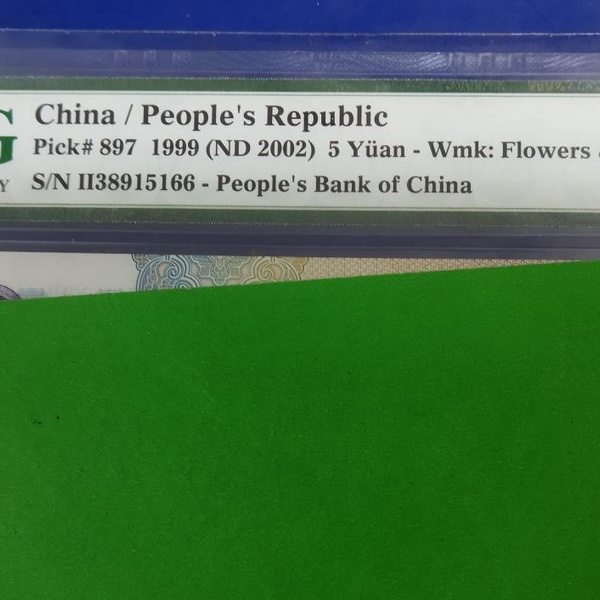 G
China / People's Republic
Pick# 897 1999 (ND 2002) 5 Yüan - Wmk: Flowers
Y
S/N II38915166 - People's Bank of China